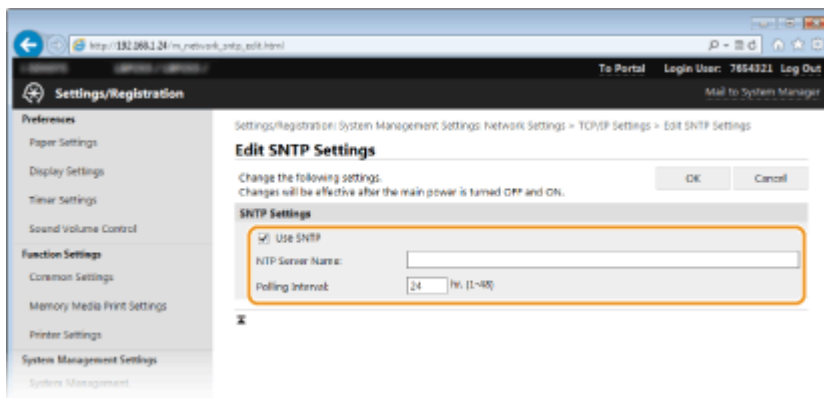 http://192.168.1.24/m_network_sntp_edit.html
To Portal Login User: 7654321 Log Out
Settings/Registration
Mail to System Manager
Preferences
Paper Settings
Display Settings
Timer Settings
Sound Volume Control
Function Settings
Common Settings
Memory Media Print Settings
Printer Settings
System Management Settings
System Management
Settings/Registration: System Management Settings: Network Settings > TCP/IP Settings > Edit SNTP Settings
Edit SNTP Settings
Change the following settings.
Changes will be effective after the main power is turned OFF and ON.
OK Cancel
SNTP Settings
Use SNTP
NTP Server Name:
Polling Interval: 24 hr. (1~48)